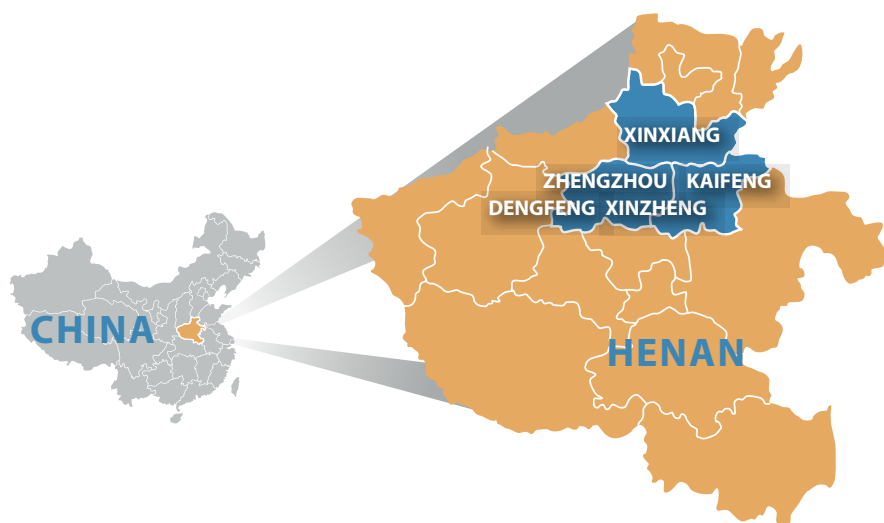 XINXIANG
ZHENGZHOU KAIFENG
DENGFENG XINZHENG
CHINA
HENAN